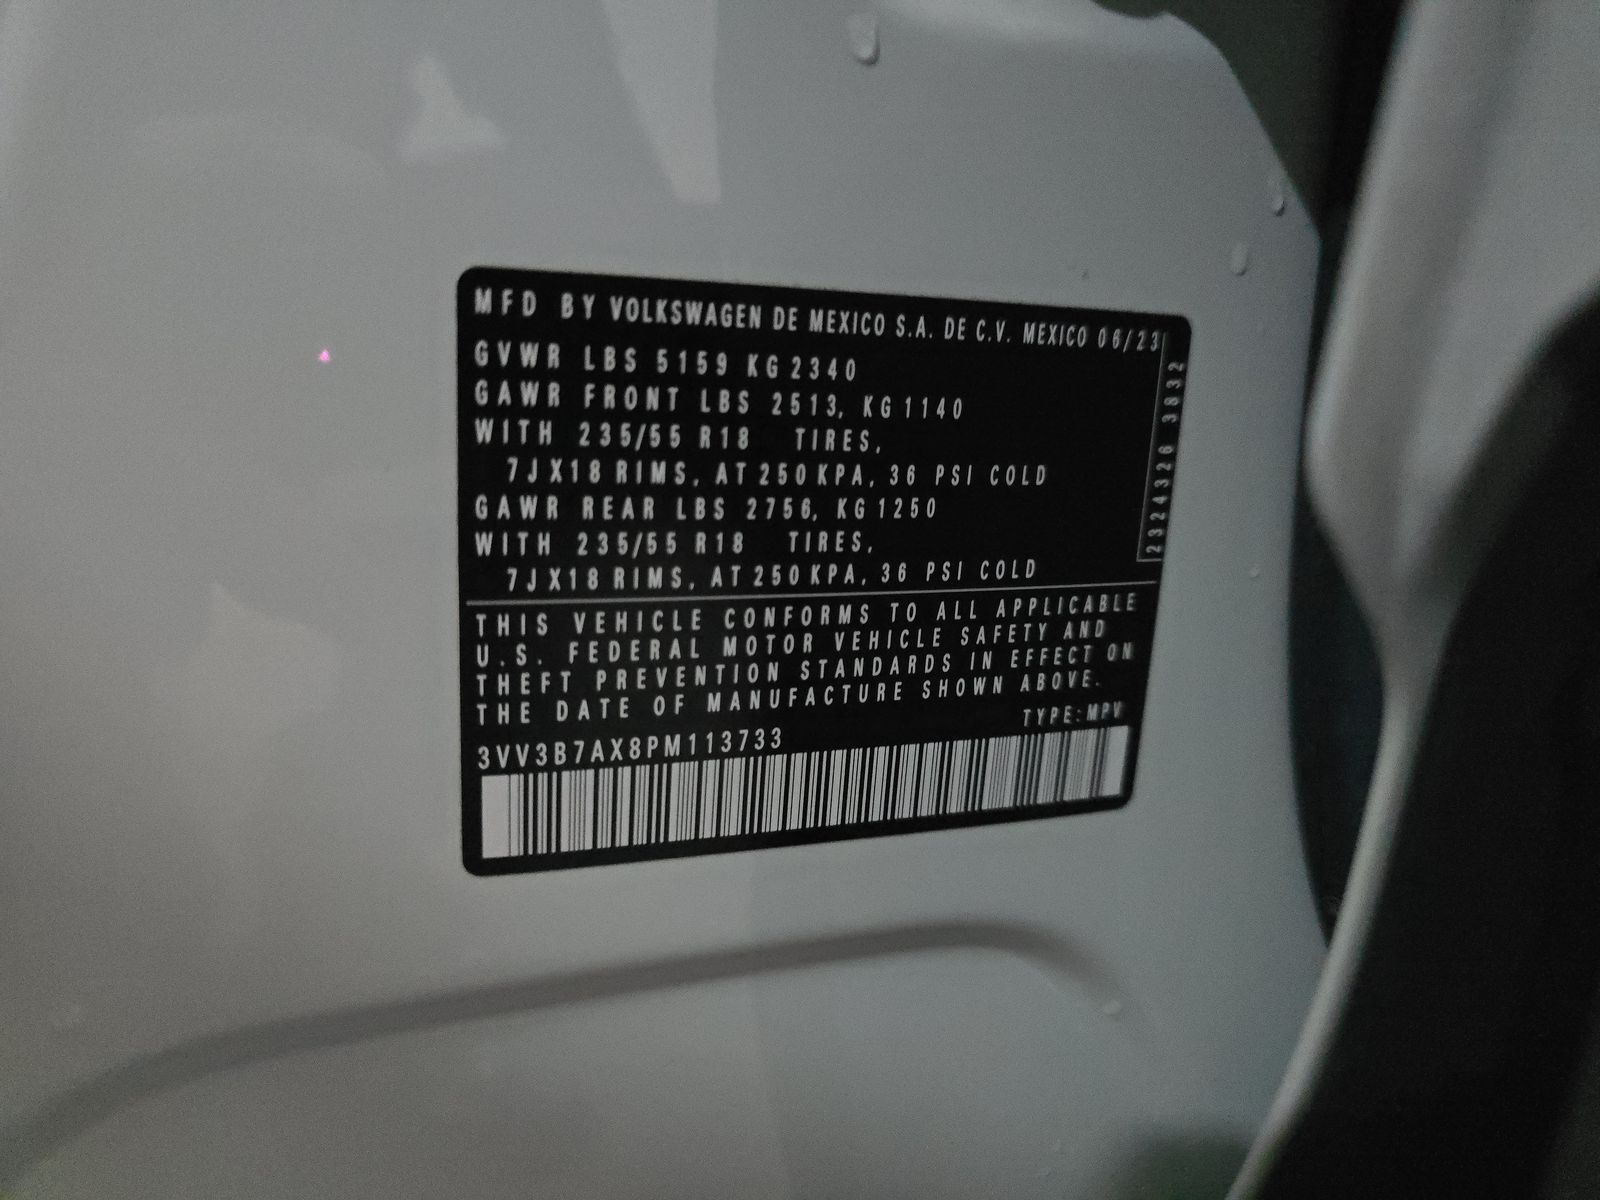 MFD BY VOLKSWAGEN DE MEXICO S.A. DE C.V. MEXICO 06/23
GVWR LBS 5159 KG 2340
GAWR FRONT LBS 2513, KG 1140
WITH 235/55 R18 TIRES,
7JX18 RIMS, AT 250 KPA, 36 PSI COLD
GAWR REAR LBS 2756, KG 1250
WITH 235/55 R18 TIRES,
7JX18 RIMS, AT 250 KPA, 36 PSI COLD
2324326 3832
THIS VEHICLE CONFORMS TO ALL APPLICABLE
U.S. FEDERAL MOTOR VEHICLE SAFETY AND
THEFT PREVENTION STANDARDS IN EFFECT ON
THE DATE OF MANUFACTURE SHOWN ABOVE.
TYPE: MPV
3VV3B7AX8PM113733